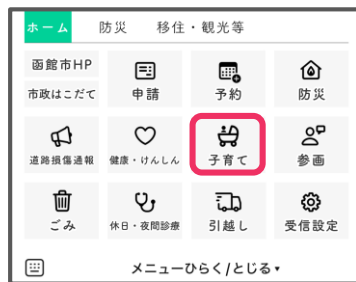 ホーム 防災 移住・観光等
函館市HP
市政はこだて
申請 予約 防災
道路損傷通報 健康・けんしん 子育て 参画
ごみ 休日・夜間診療 引越し 受信設定
メニューひらく/とじる▾